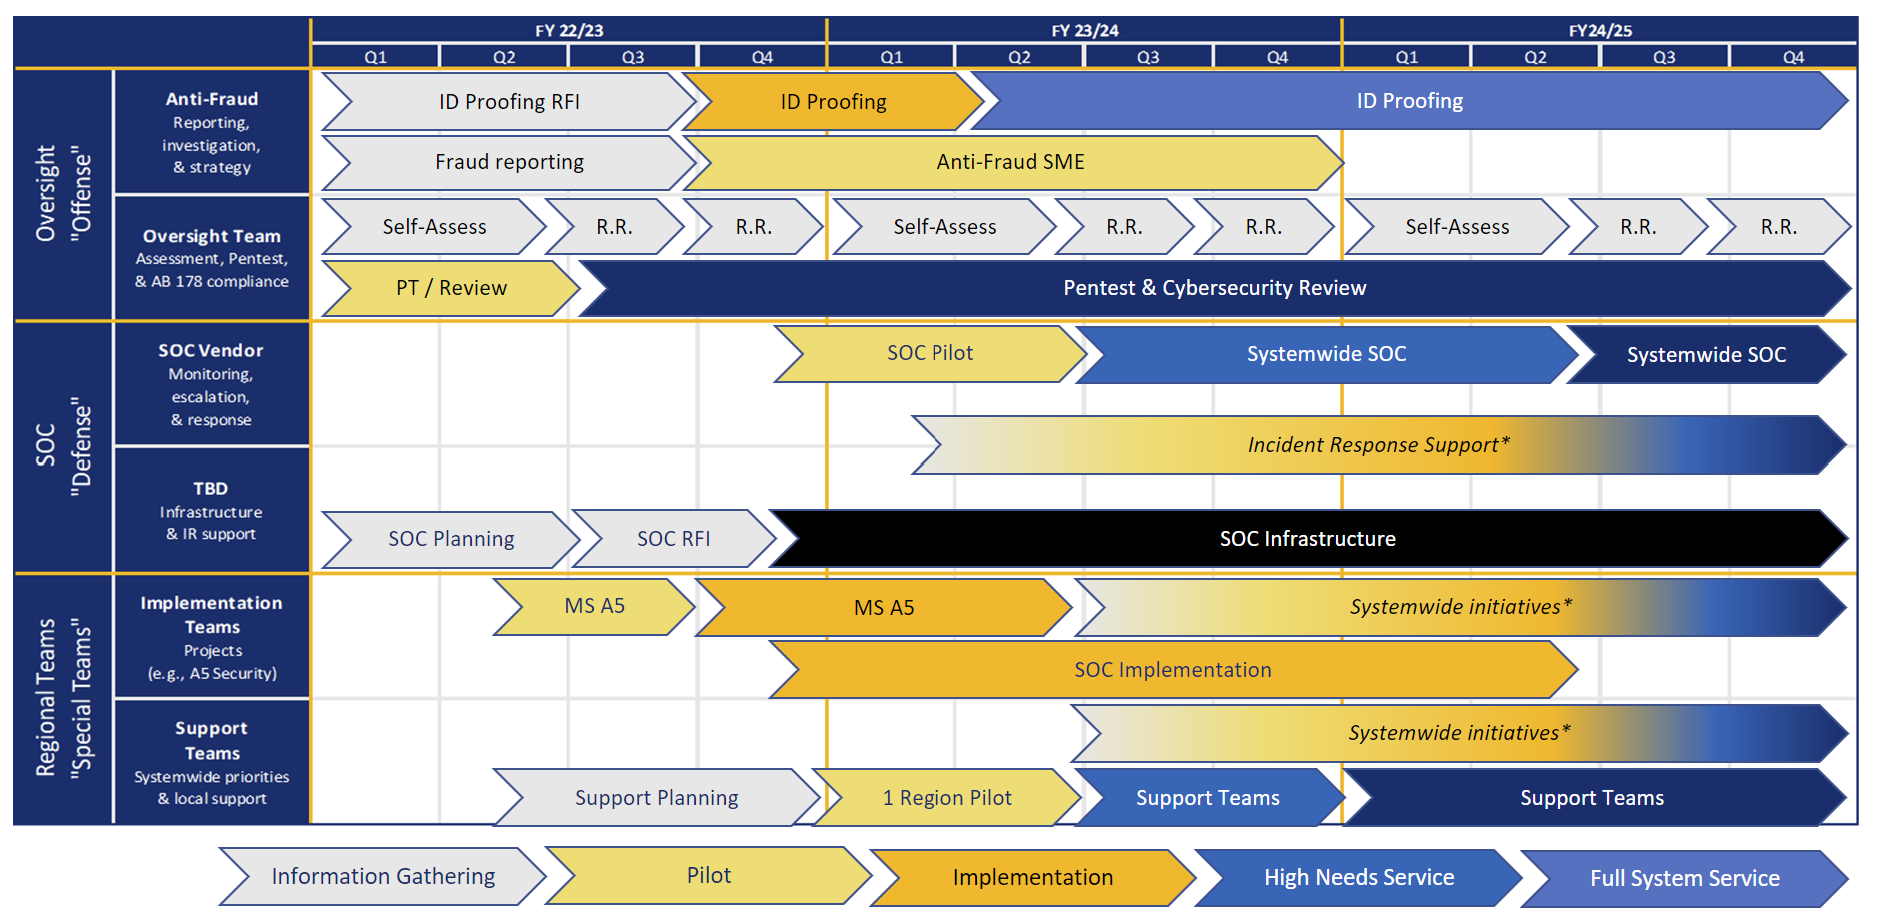 FY 22/23 FY 23/24 FY24/25
Q1 Q2 Q3 Q4 Q1 Q2 Q3 Q4 Q1 Q2 Q3 Q4
Oversight
"Offense"
Anti-Fraud
Reporting,
investigation,
& strategy
ID Proofing RFI ID Proofing ID Proofing
Fraud reporting Anti-Fraud SME
Oversight Team
Assessment, Pentest,
& AB 178 compliance
Self-Assess R.R. R.R. Self-Assess R.R. R.R. Self-Assess R.R. R.R.
PT / Review Pentest & Cybersecurity Review
SOC
"Defense"
SOC Vendor
Monitoring,
escalation,
& response
SOC Pilot Systemwide SOC Systemwide SOC
Incident Response Support*
TBD
Infrastructure
& IR support
SOC Planning SOC RFI SOC Infrastructure
Regional Teams
"Special Teams"
Implementation
Teams
Projects
(e.g., A5 Security)
MS A5 MS A5 Systemwide initiatives*
SOC Implementation
Support
Teams
Systemwide priorities
& local support
Systemwide initiatives*
Support Planning 1 Region Pilot Support Teams Support Teams
Information Gathering Pilot Implementation High Needs Service Full System Service